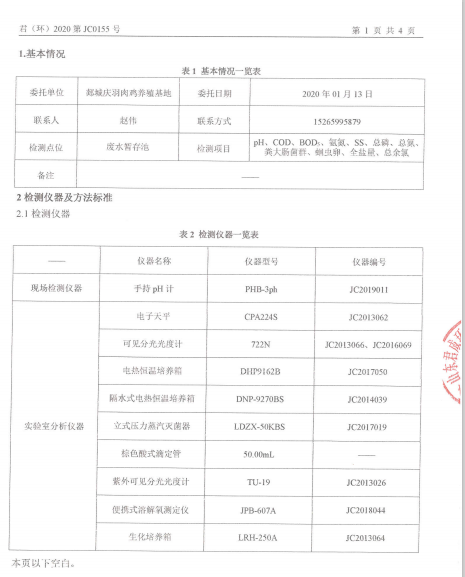 君（环）2020 第 JC0155 号 第 1 页 共 4 页
1.基本情况
表 1 基本情况一览表
委托单位 郯城庆羽肉鸡养殖基地 委托日期 2020 年 01 月 13 日
联系人 赵伟 联系方式 15265995879
检测点位 废水暂存池 检测项目 pH、COD、BOD₅、氨氮、SS、总磷、总氮、
粪大肠菌群、蛔虫卵、全盐量、总余氯
备注 ——
2 检测仪器及方法标准
2.1 检测仪器
表 2 检测仪器一览表
—— 仪器名称 仪器型号 仪器编号
现场检测仪器 手持 pH 计 PHB-3ph JC2019011
电子天平 CPA224S JC2013062
可见分光光度计 722N JC2013066、JC2016069
电热恒温培养箱 DHP9162B JC2017050
隔水式电热恒温培养箱 DNP-9270BS JC2014039
实验室分析仪器 立式压力蒸汽灭菌器 LDZX-50KBS JC2017019
棕色酸式滴定管 50.00mL ——
紫外可见分光光度计 TU-19 JC2013026
便携式溶解氧测定仪 JPB-607A JC2018044
生化培养箱 LRH-250A JC2013064
本页以下空白。
山东君成环